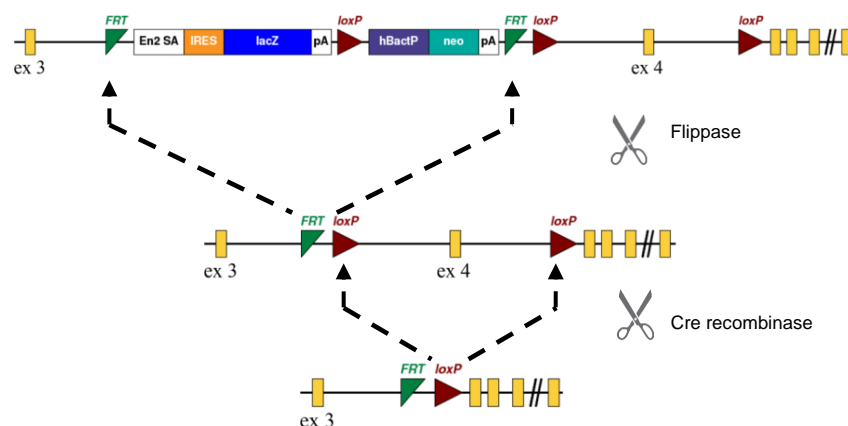 FRT loxP FRT loxP loxP
En2 SA IRES lacZ pA hBactP neo pA
ex 3 ex 4
Flippase
FRT loxP loxP
ex 3 ex 4
Cre recombinase
FRT loxP
ex 3